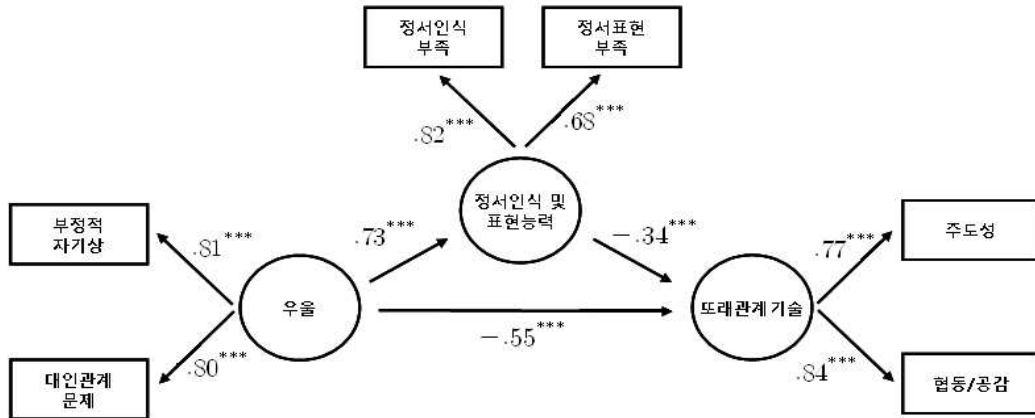 정서인식
부족
정서표현
부족
.82***
.68***
정서인식 및
표현능력
부정적
자기상
.81***
.73***
-.34***
.77***
주도성
우울
또래관계 기술
-.55***
대인관계
문제
.80***
.84***
협동/공감